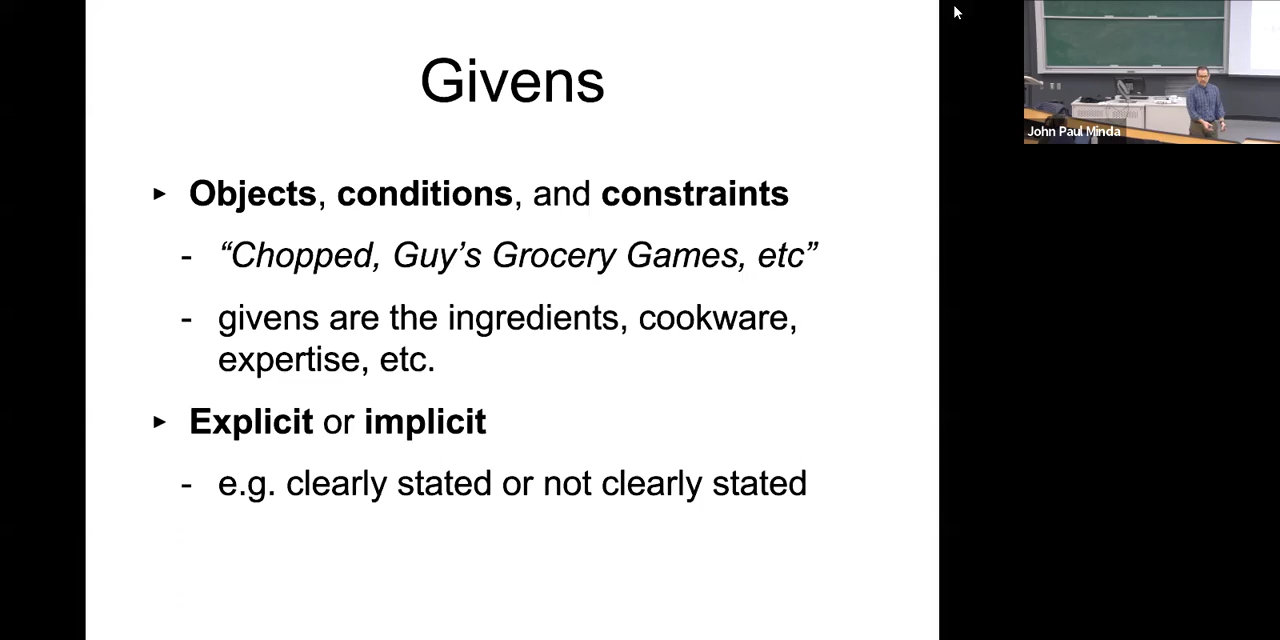 Givens
▸ Objects, conditions, and constraints
- “Chopped, Guy’s Grocery Games, etc”
- givens are the ingredients, cookware,
expertise, etc.
▸ Explicit or implicit
- e.g. clearly stated or not clearly stated
John Paul Minda